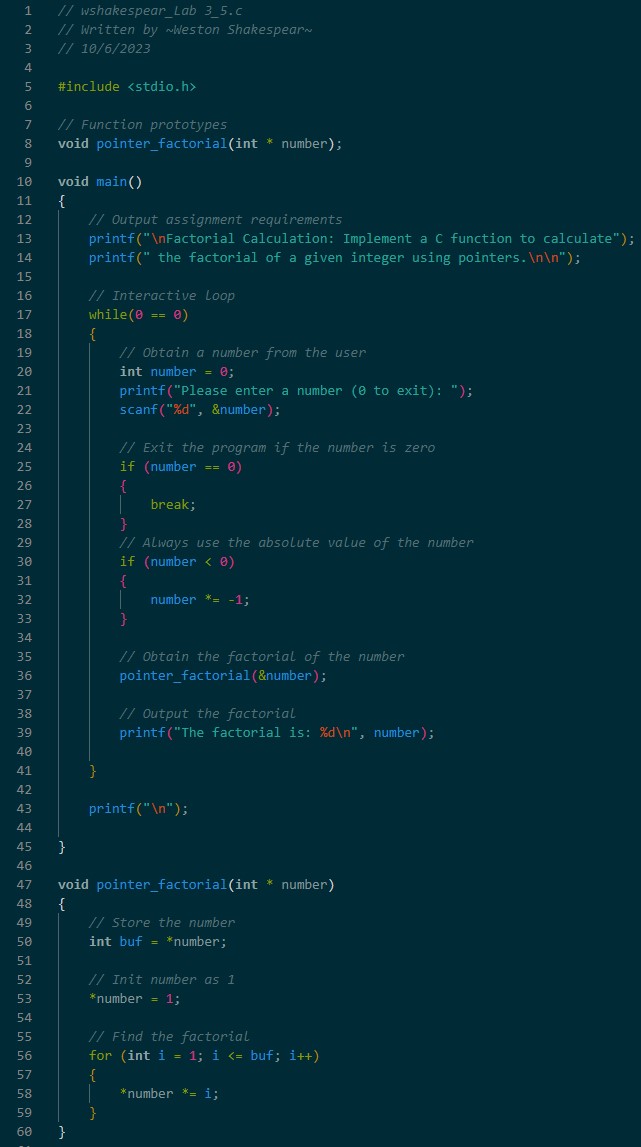 1 // wshakespear_Lab 3_5.c
2 // Written by ~Weston Shakespear~
3 // 10/6/2023
4
5 #include <stdio.h>
6
7 // Function prototypes
8 void pointer_factorial(int * number);
9
10 void main()
11 {
12     // Output assignment requirements
13     printf("\nFactorial Calculation: Implement a C function to calculate");
14     printf(" the factorial of a given integer using pointers.\n\n");
15
16     // Interactive loop
17     while(0 == 0)
18     {
19         // Obtain a number from the user
20         int number = 0;
21         printf("Please enter a number (0 to exit): ");
22         scanf("%d", &number);
23
24         // Exit the program if the number is zero
25         if (number == 0)
26         {
27             break;
28         }
29         // Always use the absolute value of the number
30         if (number < 0)
31         {
32             number *= -1;
33         }
34
35         // Obtain the factorial of the number
36         pointer_factorial(&number);
37
38         // Output the factorial
39         printf("The factorial is: %d\n", number);
40
41     }
42
43     printf("\n");
44
45 }
46
47 void pointer_factorial(int * number)
48 {
49     // Store the number
50     int buf = *number;
51
52     // Init number as 1
53     *number = 1;
54
55     // Find the factorial
56     for (int i = 1; i <= buf; i++)
57     {
58         *number *= i;
59     }
60 }